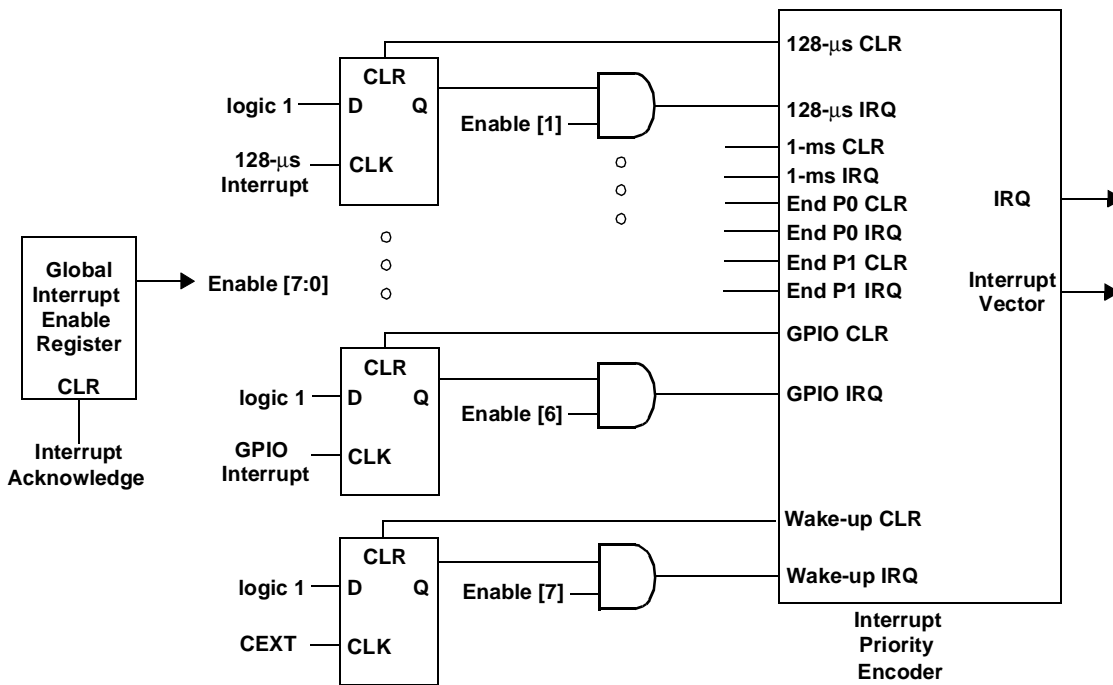 128-μs CLR
CLR
D Q
logic 1
128-μs IRQ
Enable [1]
1-ms CLR
128-μs
Interrupt
CLK
1-ms IRQ
End P0 CLR
IRQ
End P0 IRQ
Global
Interrupt
Enable
Register
CLR
Enable [7:0]
End P1 CLR
End P1 IRQ
Interrupt
Vector
GPIO CLR
CLR
D Q
logic 1
GPIO IRQ
Enable [6]
Interrupt
Acknowledge
GPIO
Interrupt
CLK
Wake-up CLR
CLR
D Q
logic 1
Wake-up IRQ
Enable [7]
CEXT
CLK
Interrupt
Priority
Encoder